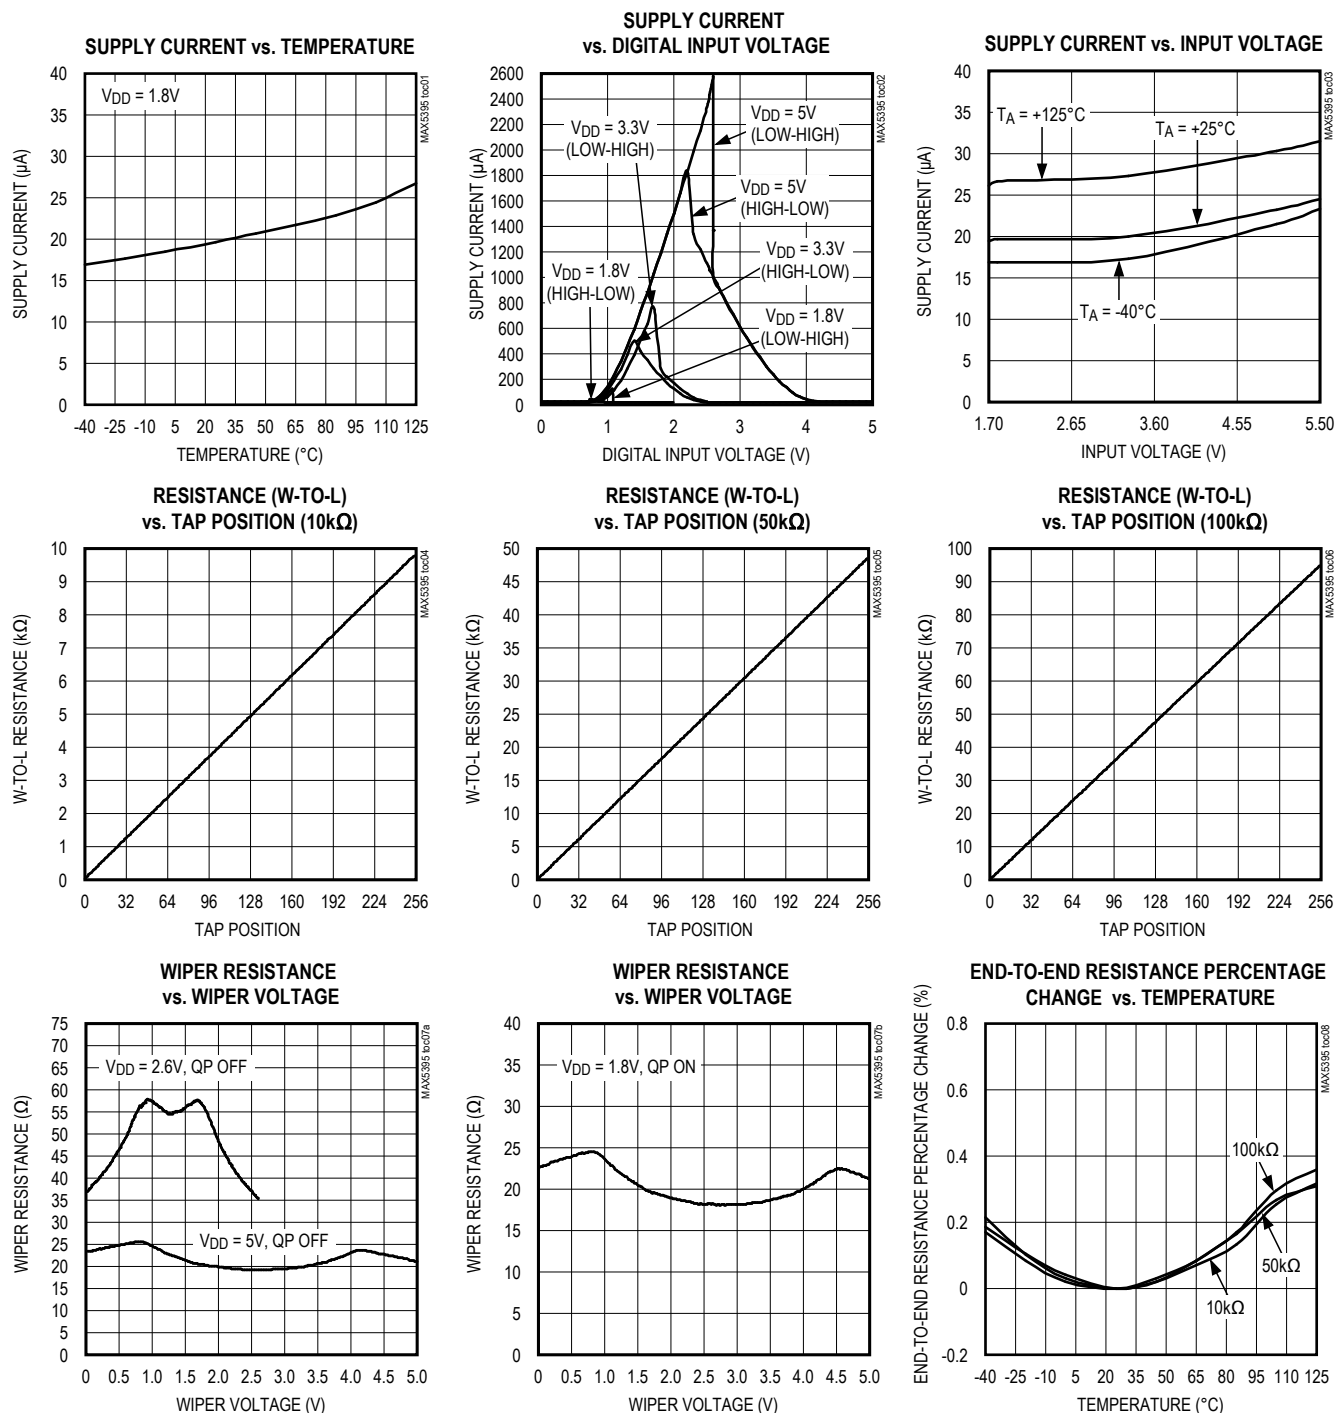 SUPPLY CURRENT vs. TEMPERATURE
40
35
30
25
20
15
10
5
0
SUPPLY CURRENT (µA)
VDD = 1.8V
MAX5395 toc01
-40 -25 -10 5 20 35 50 65 80 95 110 125
TEMPERATURE (°C)
SUPPLY CURRENT
vs. DIGITAL INPUT VOLTAGE
2600
2400
2200
2000
1800
1600
1400
1200
1000
800
600
400
200
0
SUPPLY CURRENT (µA)
VDD = 5V
(LOW-HIGH)
VDD = 3.3V
(LOW-HIGH)
VDD = 5V
(HIGH-LOW)
VDD = 3.3V
(HIGH-LOW)
VDD = 1.8V
(HIGH-LOW)
VDD = 1.8V
(LOW-HIGH)
MAX5395 toc02
0 1 2 3 4 5
DIGITAL INPUT VOLTAGE (V)
SUPPLY CURRENT vs. INPUT VOLTAGE
40
35
30
25
20
15
10
5
0
SUPPLY CURRENT (µA)
TA = +125°C
TA = +25°C
TA = -40°C
MAX5395 toc03
1.70 2.65 3.60 4.55 5.50
INPUT VOLTAGE (V)
RESISTANCE (W-TO-L)
vs. TAP POSITION (10kΩ)
10
9
8
7
6
5
4
3
2
1
0
W-TO-L RESISTANCE (kΩ)
MAX5395 toc04
0 32 64 96 128 160 192 224 256
TAP POSITION
RESISTANCE (W-TO-L)
vs. TAP POSITION (50kΩ)
50
45
40
35
30
25
20
15
10
5
0
W-TO-L RESISTANCE (kΩ)
MAX5395 toc05
0 32 64 96 128 160 192 224 256
TAP POSITION
RESISTANCE (W-TO-L)
vs. TAP POSITION (100kΩ)
100
90
80
70
60
50
40
30
20
10
0
W-TO-L RESISTANCE (kΩ)
MAX5395 toc06
0 32 64 96 128 160 192 224 256
TAP POSITION
WIPER RESISTANCE
vs. WIPER VOLTAGE
75
70
65
60
55
50
45
40
35
30
25
20
15
10
5
0
WIPER RESISTANCE (Ω)
VDD = 2.6V, QP OFF
VDD = 5V, QP OFF
MAX5395 toc07a
0 0.5 1.0 1.5 2.0 2.5 3.0 3.5 4.0 4.5 5.0
WIPER VOLTAGE (V)
WIPER RESISTANCE
vs. WIPER VOLTAGE
40
35
30
25
20
15
10
5
0
WIPER RESISTANCE (Ω)
VDD = 1.8V, QP ON
MAX5395 toc07b
0 0.5 1.0 1.5 2.0 2.5 3.0 3.5 4.0 4.5 5.0
WIPER VOLTAGE (V)
END-TO-END RESISTANCE PERCENTAGE
CHANGE vs. TEMPERATURE
0.8
0.6
0.4
0.2
0
-0.2
END-TO-END RESISTANCE PERCENTAGE CHANGE (%)
100kΩ
50kΩ
10kΩ
MAX5395 toc08
-40 -25 -10 5 20 35 50 65 80 95 110 125
TEMPERATURE (°C)